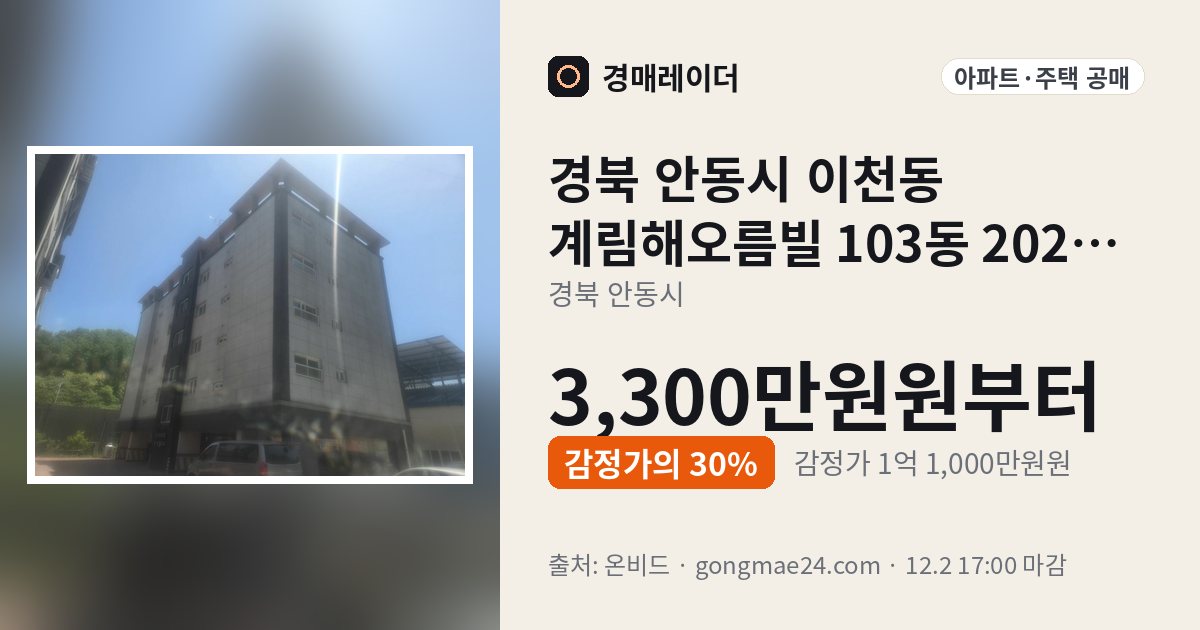 경매레이더
아파트·주택 공매
경북 안동시 이천동
계림해오름빌 103동 202…
경북 안동시
3,300만원원부터
감정가의 30%
감정가 1억 1,000만원원
출처: 온비드 · gongmae24.com · 12.2 17:00 마감